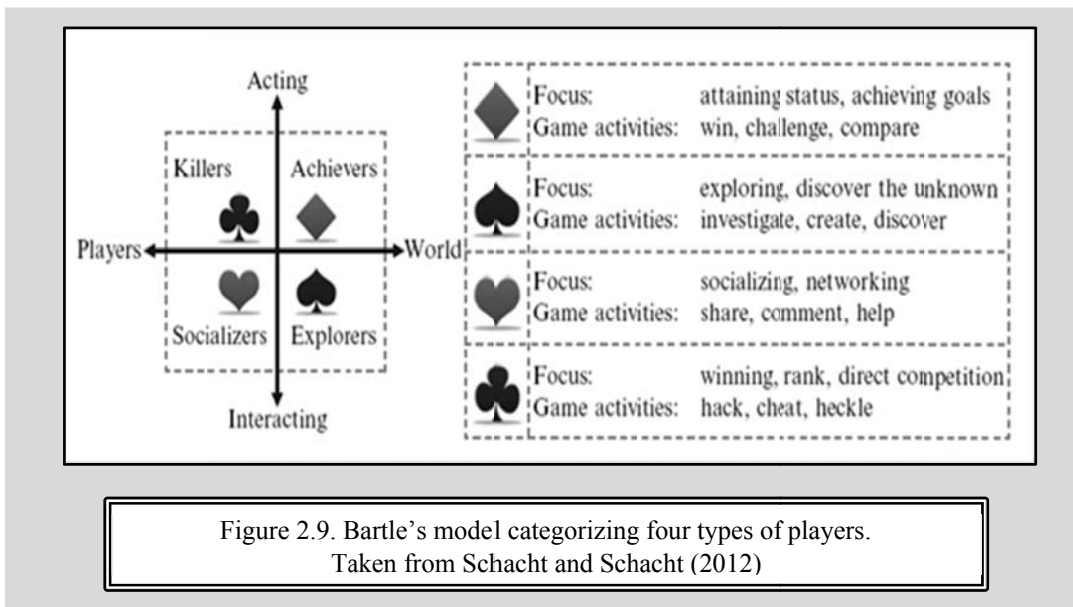 Acting
Killers Achievers
Players World
Socializers Explorers
Interacting
Focus: attaining status, achieving goals
Game activities: win, challenge, compare
Focus: exploring, discover the unknown
Game activities: investigate, create, discover
Focus: socializing, networking
Game activities: share, comment, help
Focus: winning, rank, direct competition
Game activities: hack, cheat, heckle
Figure 2.9. Bartle’s model categorizing four types of players.
Taken from Schacht and Schacht (2012)